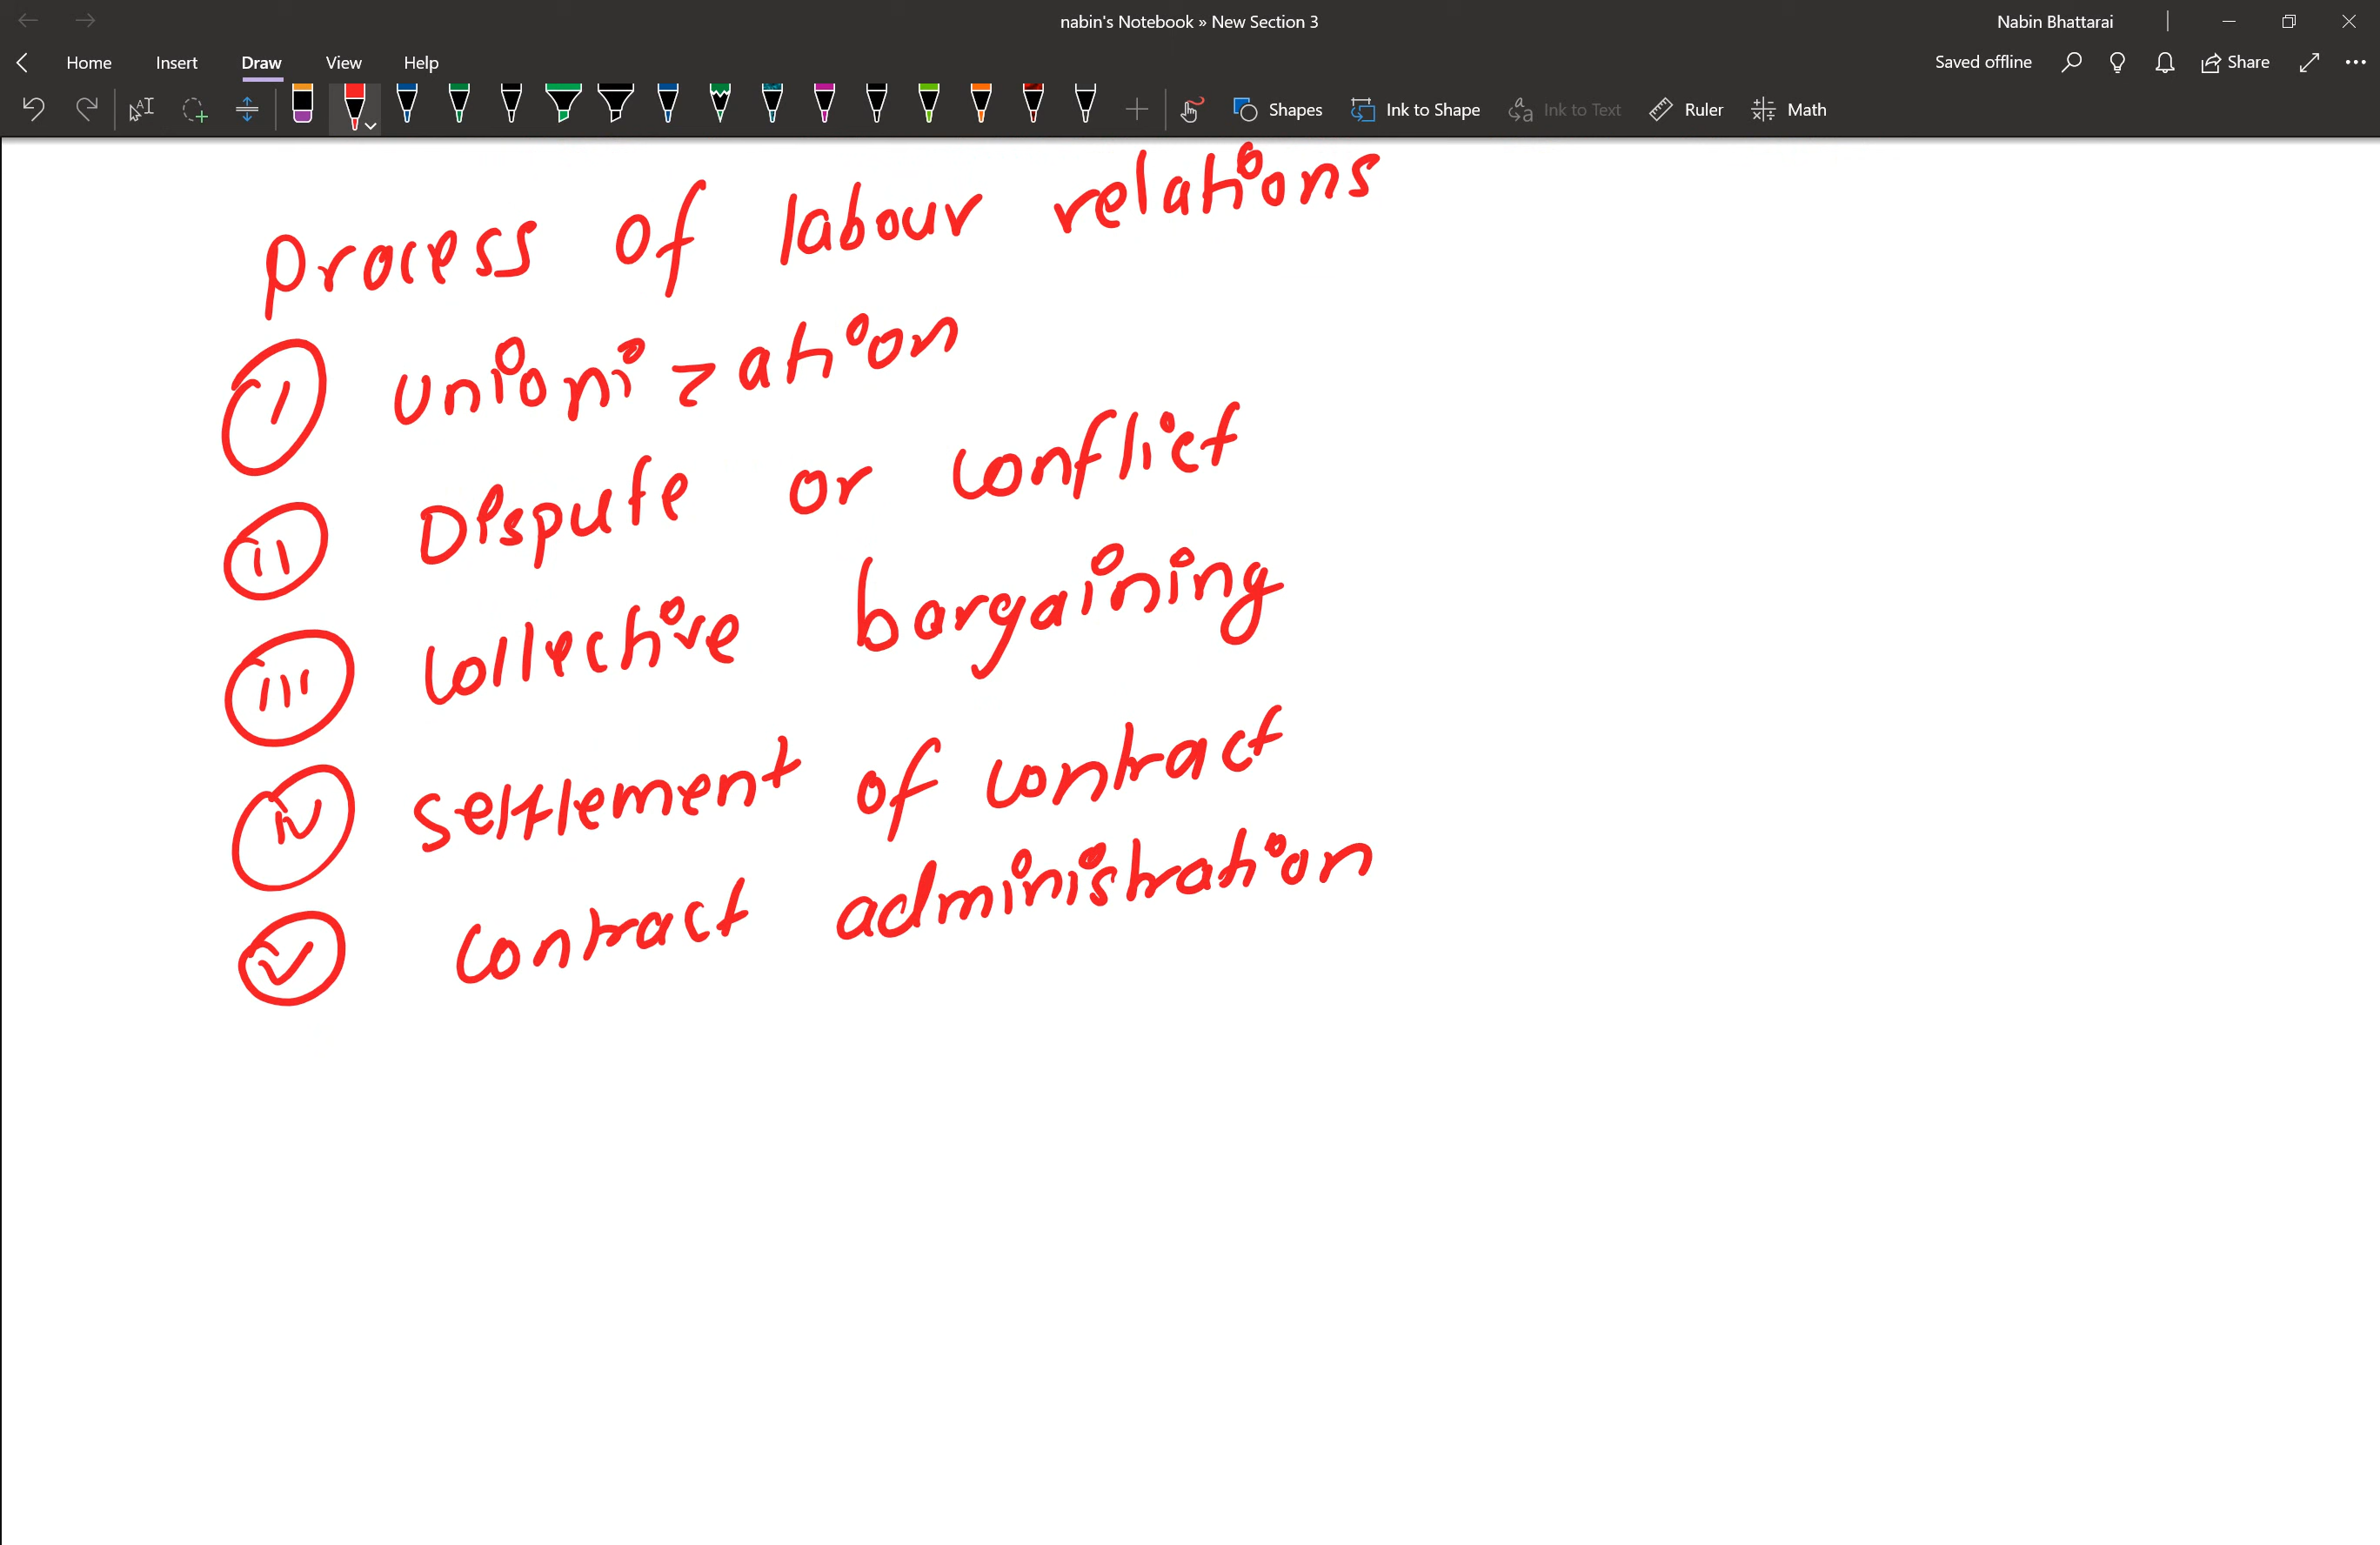 nabin's Notebook » New Section 3
Nabin Bhattarai
Home Insert Draw View Help
Saved offline
Share
Shapes Ink to Shape Ink to Text Ruler Math
process of labour relations
i unionization
ii Dispute or conflict
iii collective bargaining
iv settlement of contract
v contract administration